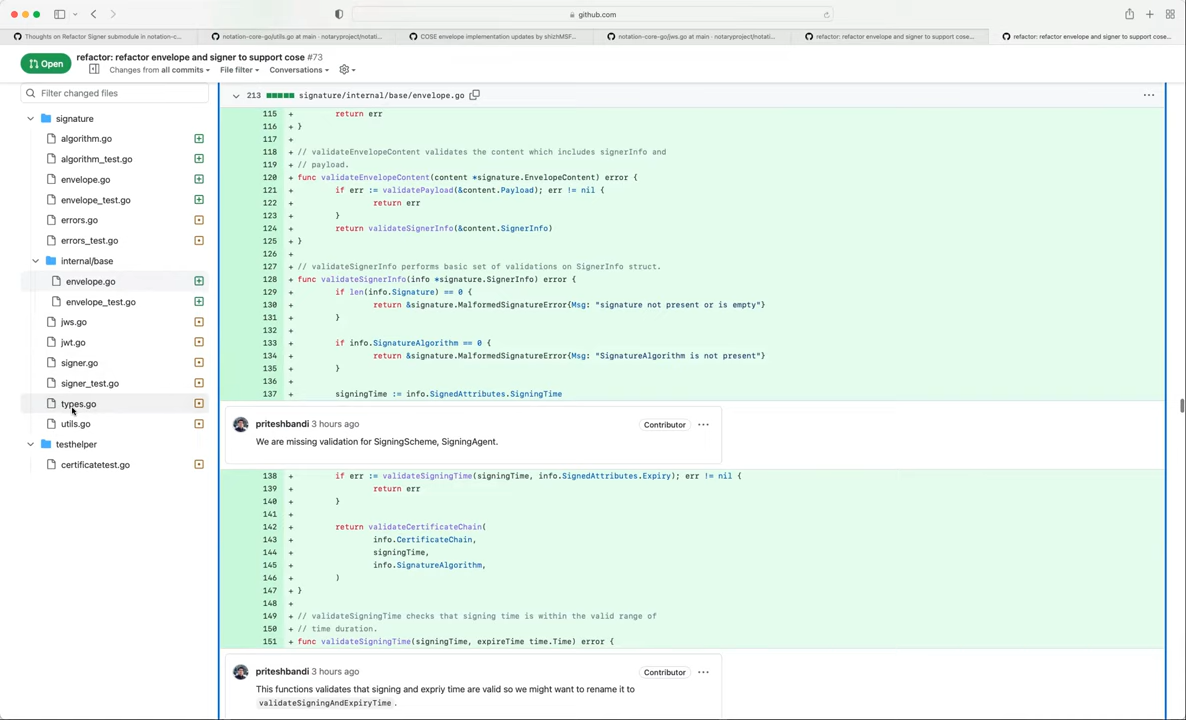 github.com
Thoughts on Refactor Signer submodule in notation-c...
notation-core-go/utils.go at main · notaryproject/notati...
COSE envelope implementation updates by shizhMSF...
notation-core-go/jws.go at main · notaryproject/notati...
refactor: refactor envelope and signer to support cose...
refactor: refactor envelope and signer to support cose...
Open
refactor: refactor envelope and signer to support cose #73
Changes from all commits
File filter
Conversations
Filter changed files
signature
algorithm.go
algorithm_test.go
envelope.go
envelope_test.go
errors.go
errors_test.go
internal/base
envelope.go
envelope_test.go
jws.go
jwt.go
signer.go
signer_test.go
types.go
utils.go
testhelper
certificatetest.go
213 signature/internal/base/envelope.go
115 + return err
116 + }
117 +
118 + // validateEnvelopeContent validates the content which includes signerInfo and
119 + // payload.
120 + func validateEnvelopeContent(content *signature.EnvelopeContent) error {
121 + if err := validatePayload(&content.Payload); err != nil {
122 + return err
123 + }
124 + return validateSignerInfo(&content.SignerInfo)
125 + }
126 +
127 + // validateSignerInfo performs basic set of validations on SignerInfo struct.
128 + func validateSignerInfo(info *signature.SignerInfo) error {
129 + if len(info.Signature) == 0 {
130 + return &signature.MalformedSignatureError{Msg: "signature not present or is empty"}
131 + }
132 +
133 + if info.SignatureAlgorithm == 0 {
134 + return &signature.MalformedSignatureError{Msg: "SignatureAlgorithm is not present"}
135 + }
136 +
137 + signingTime := info.SignedAttributes.SigningTime
priteshbandi 3 hours ago Contributor
We are missing validation for SigningScheme, SigningAgent.
138 + if err := validateSigningTime(signingTime, info.SignedAttributes.Expiry); err != nil {
139 + return err
140 + }
141 +
142 + return validateCertificateChain(
143 + info.CertificateChain,
144 + signingTime,
145 + info.SignatureAlgorithm,
146 + )
147 + }
148 +
149 + // validateSigningTime checks that signing time is within the valid range of
150 + // time duration.
151 + func validateSigningTime(signingTime, expireTime time.Time) error {
priteshbandi 3 hours ago Contributor
This functions validates that signing and expriy time are valid so we might want to rename it to
validateSigningAndExpiryTime .